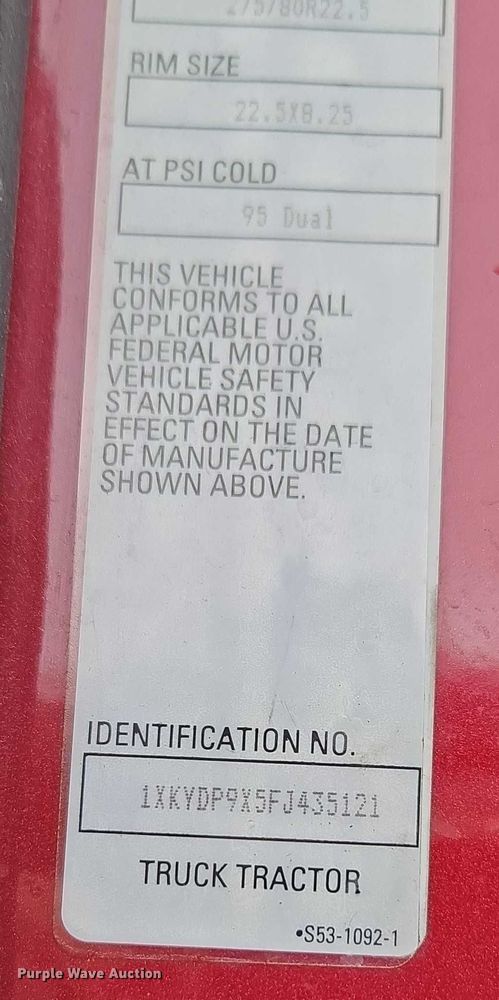 275/80R22.5
RIM SIZE
22.5X8.25
AT PSI COLD
95 Dual
THIS VEHICLE
CONFORMS TO ALL
APPLICABLE U.S.
FEDERAL MOTOR
VEHICLE SAFETY
STANDARDS IN
EFFECT ON THE DATE
OF MANUFACTURE
SHOWN ABOVE.
IDENTIFICATION NO.
1XKYDP9X5FJ435121
TRUCK TRACTOR
•S53-1092-1
Purple Wave Auction